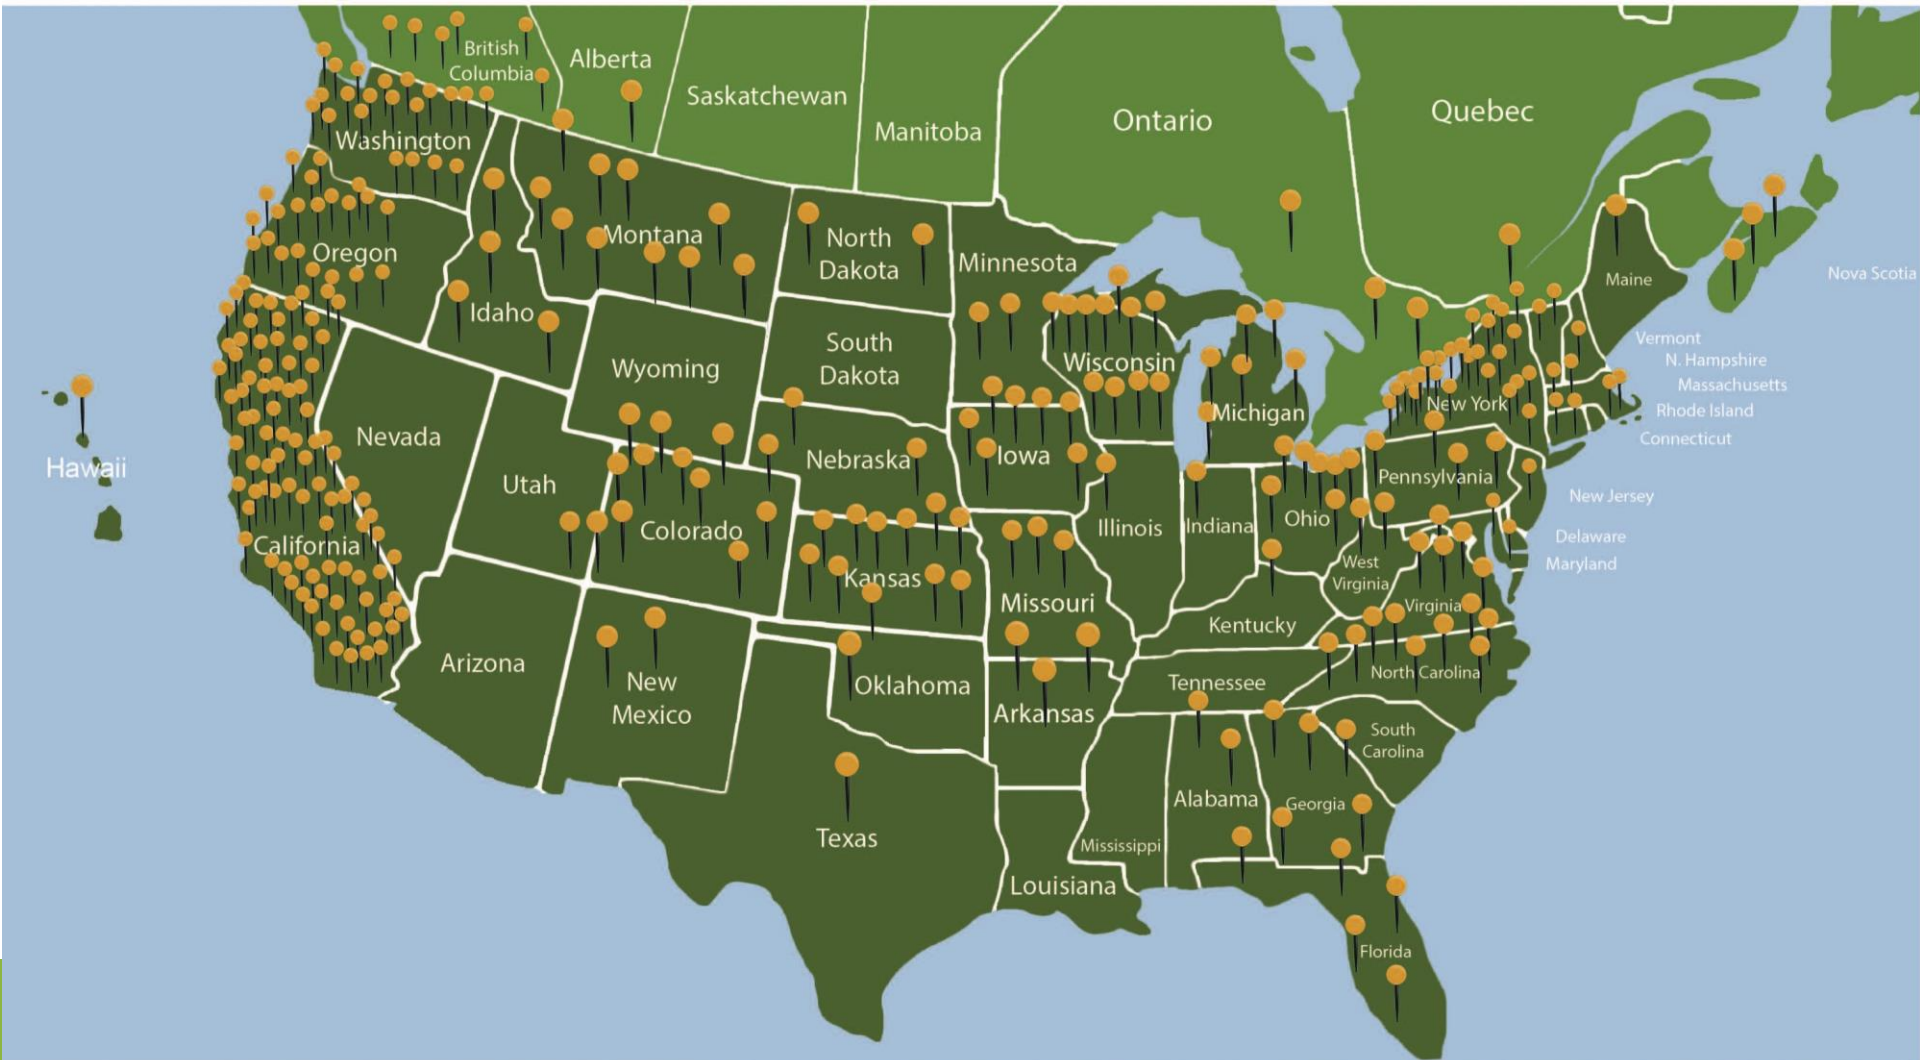 British
Columbia
Alberta
Saskatchewan
Manitoba
Ontario
Quebec
Washington
Oregon
Idaho
Montana
North
Dakota
Minnesota
Maine
Nova Scotia
Wyoming
South
Dakota
Wisconsin
Michigan
New York
Vermont
N. Hampshire
Massachusetts
Rhode Island
Connecticut
Hawaii
Nevada
Utah
Colorado
Nebraska
Iowa
Illinois
Indiana
Ohio
Pennsylvania
New Jersey
Delaware
Maryland
California
Kansas
Missouri
West
Virginia
Virginia
Kentucky
Arizona
New
Mexico
Oklahoma
Arkansas
Tennessee
North Carolina
South
Carolina
Texas
Louisiana
Mississippi
Alabama
Georgia
Florida